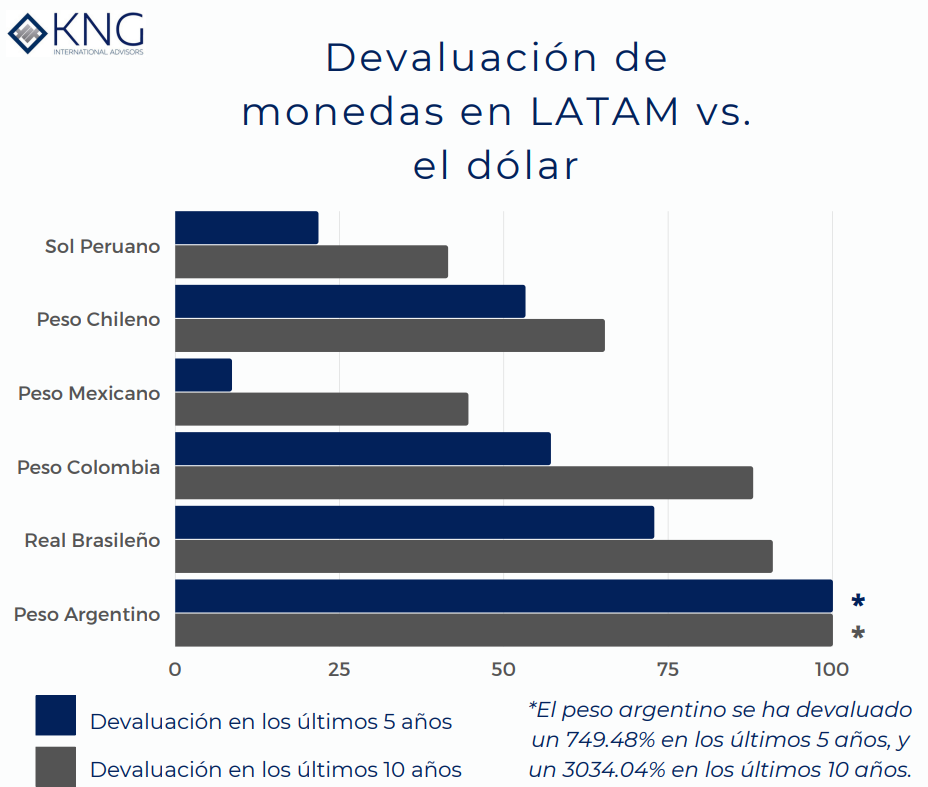 KNG
INTERNATIONAL ADVISORS
Devaluación de
monedas en LATAM vs.
el dólar
Sol Peruano
Peso Chileno
Peso Mexicano
Peso Colombia
Real Brasileño
Peso Argentino
*
*
0 25 50 75 100
Devaluación en los últimos 5 años
Devaluación en los últimos 10 años
*El peso argentino se ha devaluado
un 749.48% en los últimos 5 años, y
un 3034.04% en los últimos 10 años.